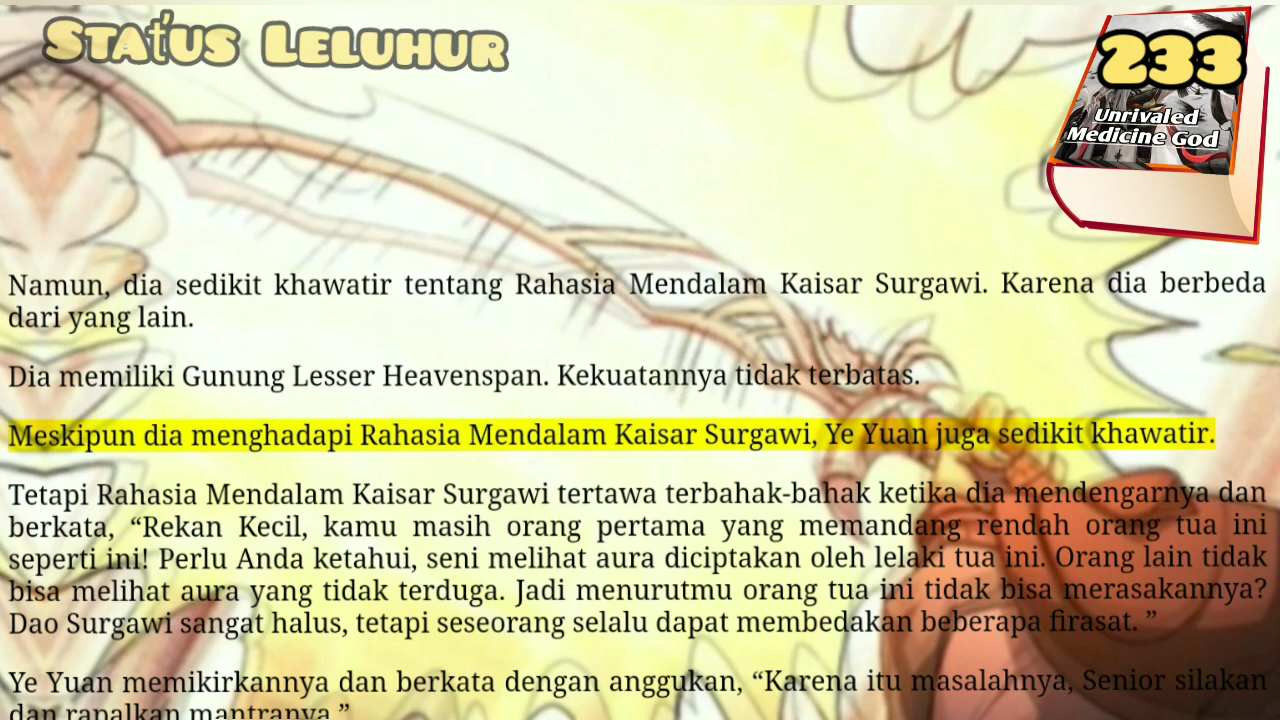 Status Leluhur
233
Unrivaled
Medicine God
Namun, dia sedikit khawatir tentang Rahasia Mendalam Kaisar Surgawi. Karena dia berbeda
dari yang lain.
Dia memiliki Gunung Lesser Heavenspan. Kekuatannya tidak terbatas.
Meskipun dia menghadapi Rahasia Mendalam Kaisar Surgawi, Ye Yuan juga sedikit khawatir.
Tetapi Rahasia Mendalam Kaisar Surgawi tertawa terbahak-bahak ketika dia mendengarnya dan
berkata, “Rekan Kecil, kamu masih orang pertama yang memandang rendah orang tua ini
seperti ini! Perlu Anda ketahui, seni melihat aura diciptakan oleh lelaki tua ini. Orang lain tidak
bisa melihat aura yang tidak terduga. Jadi menurutmu orang tua ini tidak bisa merasakannya?
Dao Surgawi sangat halus, tetapi seseorang selalu dapat membedakan beberapa firasat. ”
Ye Yuan memikirkannya dan berkata dengan anggukan, “Karena itu masalahnya, Senior silakan
dan rapalkan mantranya.”